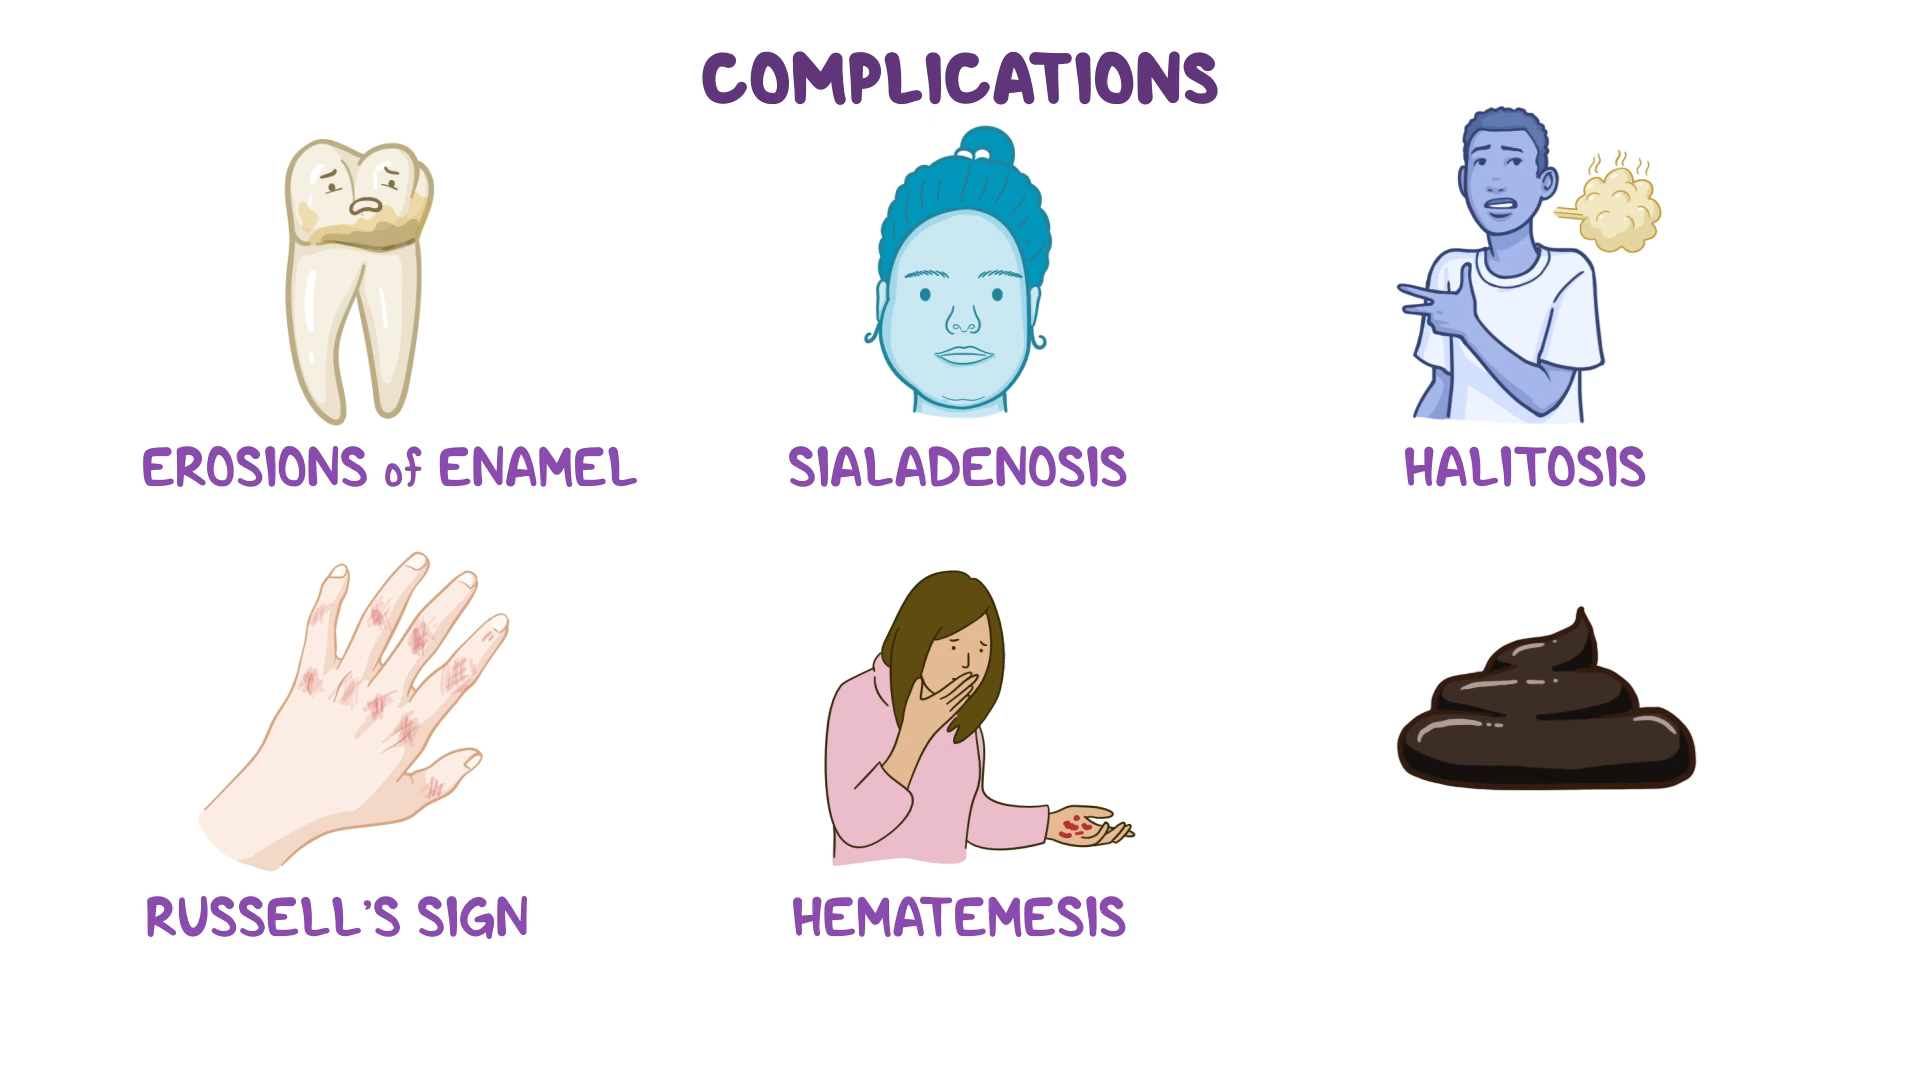 COMPLICATIONS
EROSIONS of ENAMEL
SIALADENOSIS
HALITOSIS
RUSSELL'S SIGN
HEMATEMESIS